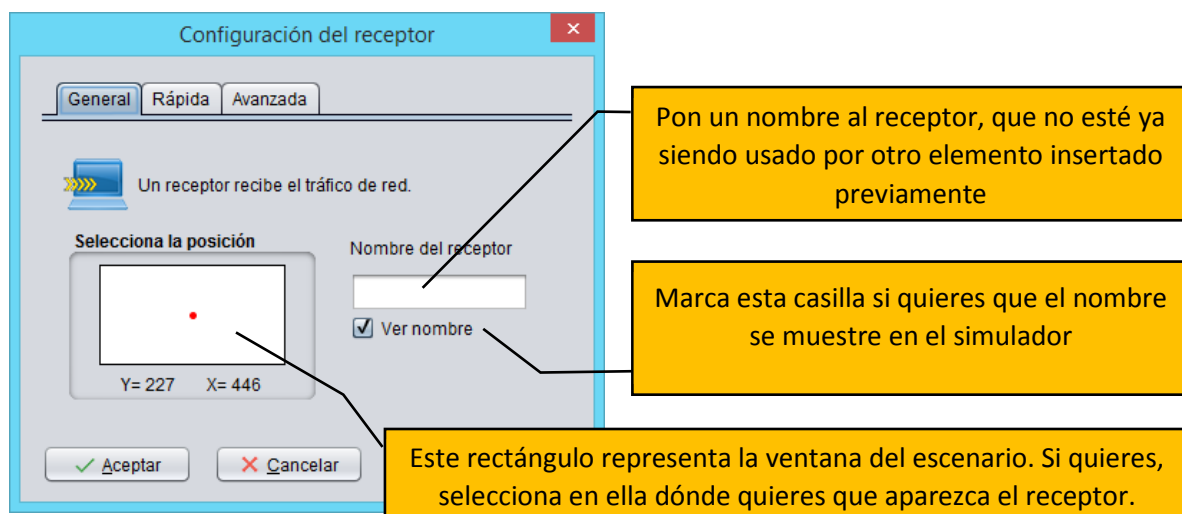 Configuración del receptor
General Rápida Avanzada
Un receptor recibe el tráfico de red.
Selecciona la posición
Y= 227 X= 446
Nombre del receptor
Ver nombre
Aceptar Cancelar
Pon un nombre al receptor, que no esté ya
siendo usado por otro elemento insertado
previamente
Marca esta casilla si quieres que el nombre
se muestre en el simulador
Este rectángulo representa la ventana del escenario. Si quieres,
selecciona en ella dónde quieres que aparezca el receptor.